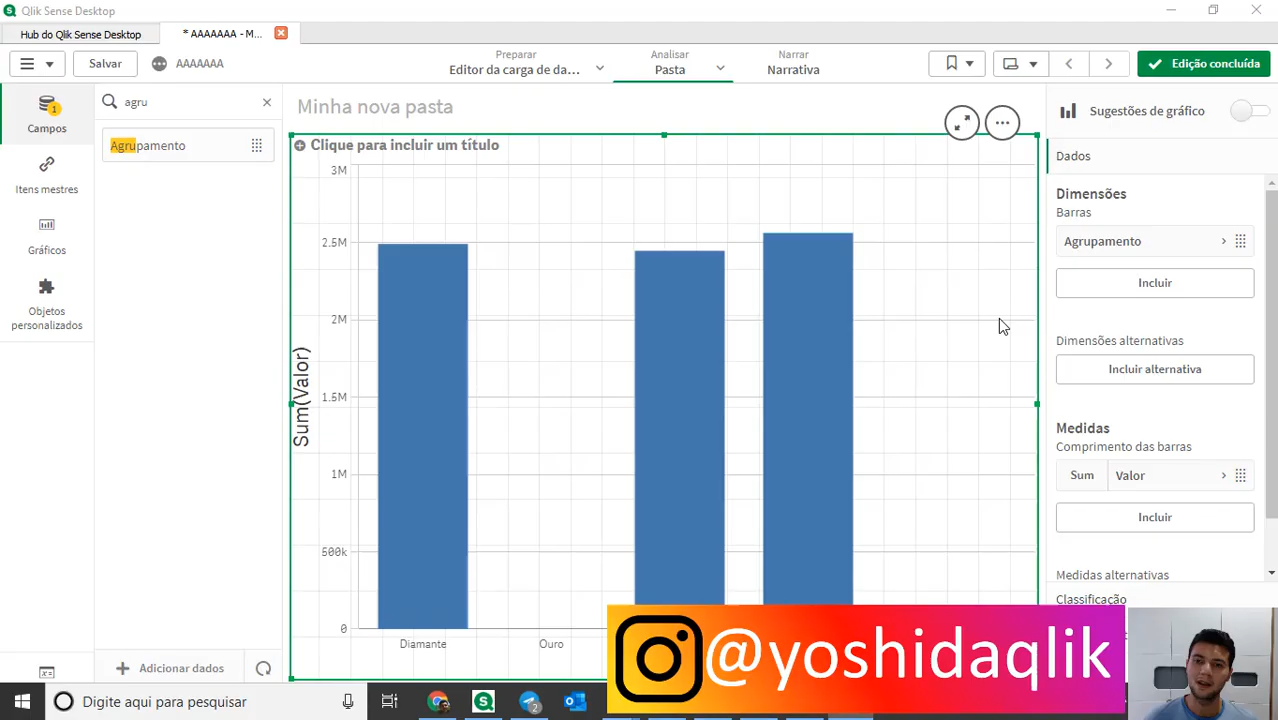 Qlik Sense Desktop
Hub do Qlik Sense Desktop
* AAAAAAA - M...
Salvar
AAAAAAA
Preparar
Editor da carga de da...
Analisar
Pasta
Narrar
Narrativa
Edição concluída
1
Campos
Itens mestres
Gráficos
Objetos
personalizados
agru
Agrupamento
Adicionar dados
Minha nova pasta
Clique para incluir um título
3M
2.5M
2M
1.5M
1M
500k
0
Sum(Valor)
Diamante
Ouro
Sugestões de gráfico
Dados
Dimensões
Barras
Agrupamento
Incluir
Dimensões alternativas
Incluir alternativa
Medidas
Comprimento das barras
Sum
Valor
Incluir
Medidas alternativas
Classificação
@yoshidaqlik
Digite aqui para pesquisar
2